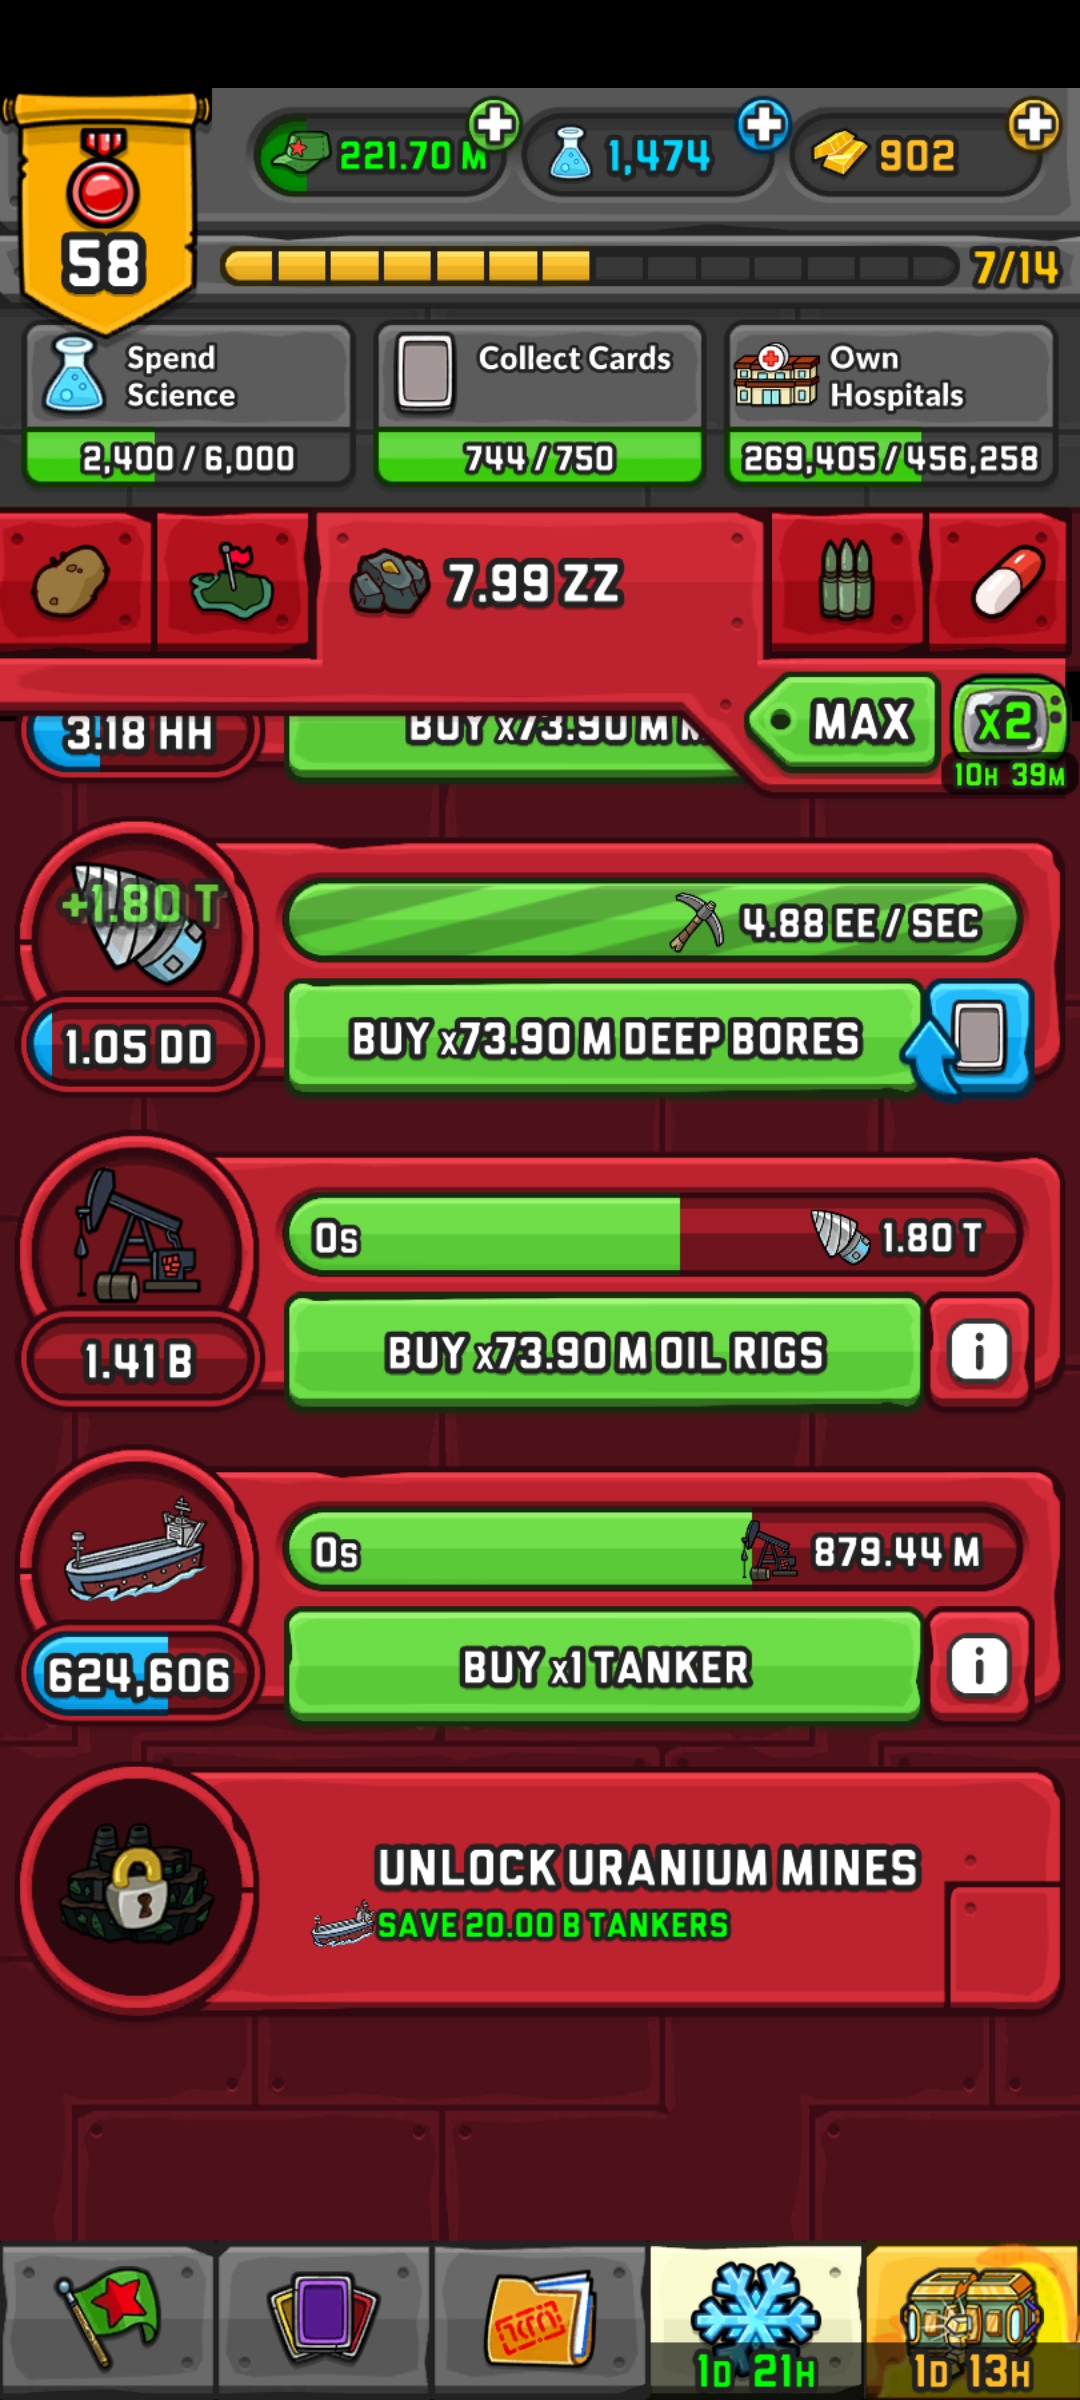 221.70 M
1,474
902
58
7/14
Spend
Science
2,400 / 6,000
Collect Cards
744 / 750
Own
Hospitals
269,405 / 456,258
7.99 ZZ
MAX
x2
10H 39M
3.18 HH
BUY x73.90 M
+1.80 T
4.88 EE / SEC
1.05 DD
BUY x73.90 M DEEP BORES
0s
1.80 T
1.41 B
BUY x73.90 M OIL RIGS
i
0s
879.44 M
624,606
BUY x1 TANKER
i
UNLOCK URANIUM MINES
SAVE 20.00 B TANKERS
1D 21H
1D 13H